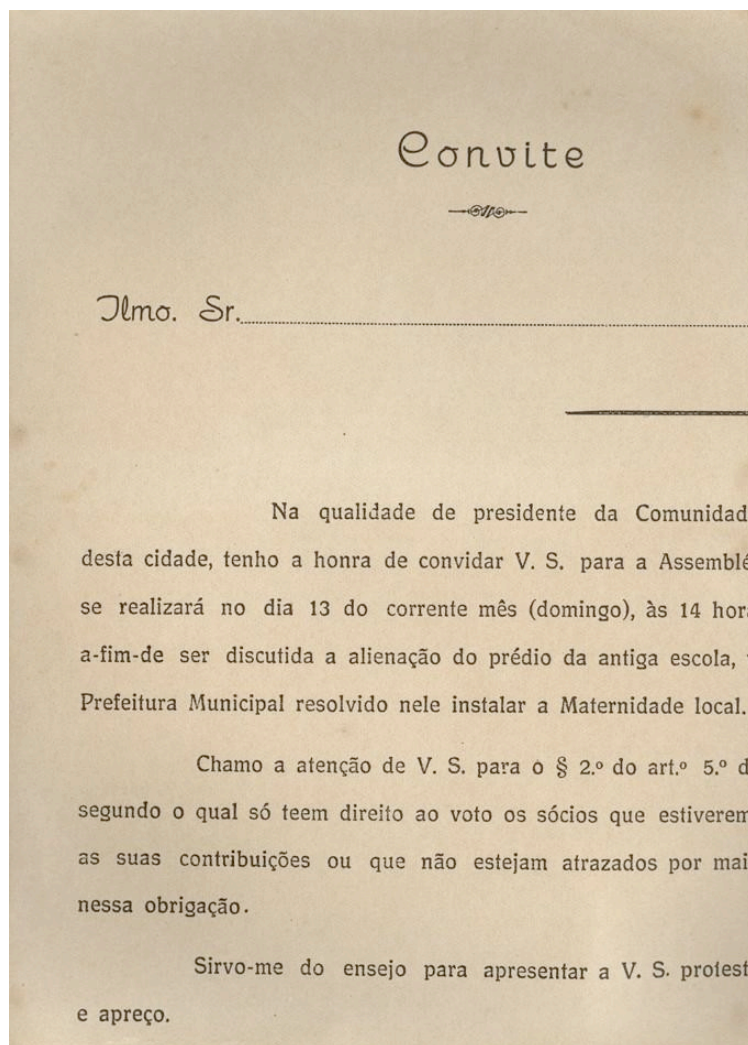 Convite
Ilmo. Sr.
Na qualidade de presidente da Comunidad
desta cidade, tenho a honra de convidar V. S. para a Assemblé
se realizará no dia 13 do corrente mês (domingo), às 14 hora
a-fim-de ser discutida a alienação do prédio da antiga escola,
Prefeitura Municipal resolvido nele instalar a Maternidade local.
Chamo a atenção de V. S. para o § 2.º do art.º 5.º d
segundo o qual só teem direito ao voto os sócios que estiverem
as suas contribuições ou que não estejam atrazados por mai
nessa obrigação.
Sirvo-me do ensejo para apresentar a V. S. protest
e apreço.